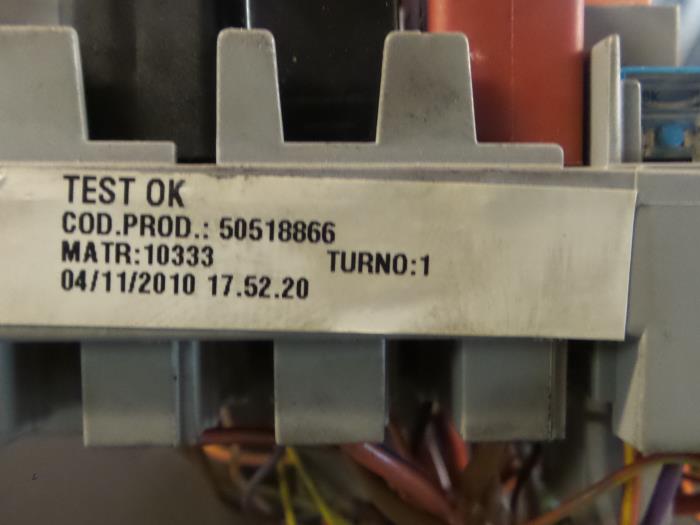 TEST OK
COD.PROD.: 50518866
MATR:10333 TURNO:1
04/11/2010 17.52.20